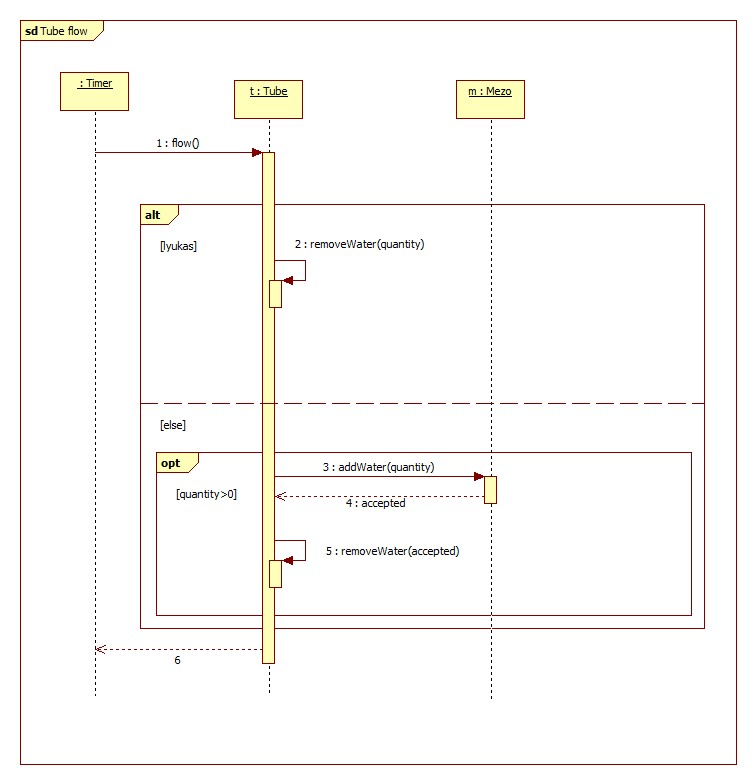 sd Tube flow
: Timer
t : Tube
m : Mezo
1 : flow()
alt
[lyukas]
2 : removeWater(quantity)
[else]
opt
3 : addWater(quantity)
[quantity>0]
4 : accepted
5 : removeWater(accepted)
6